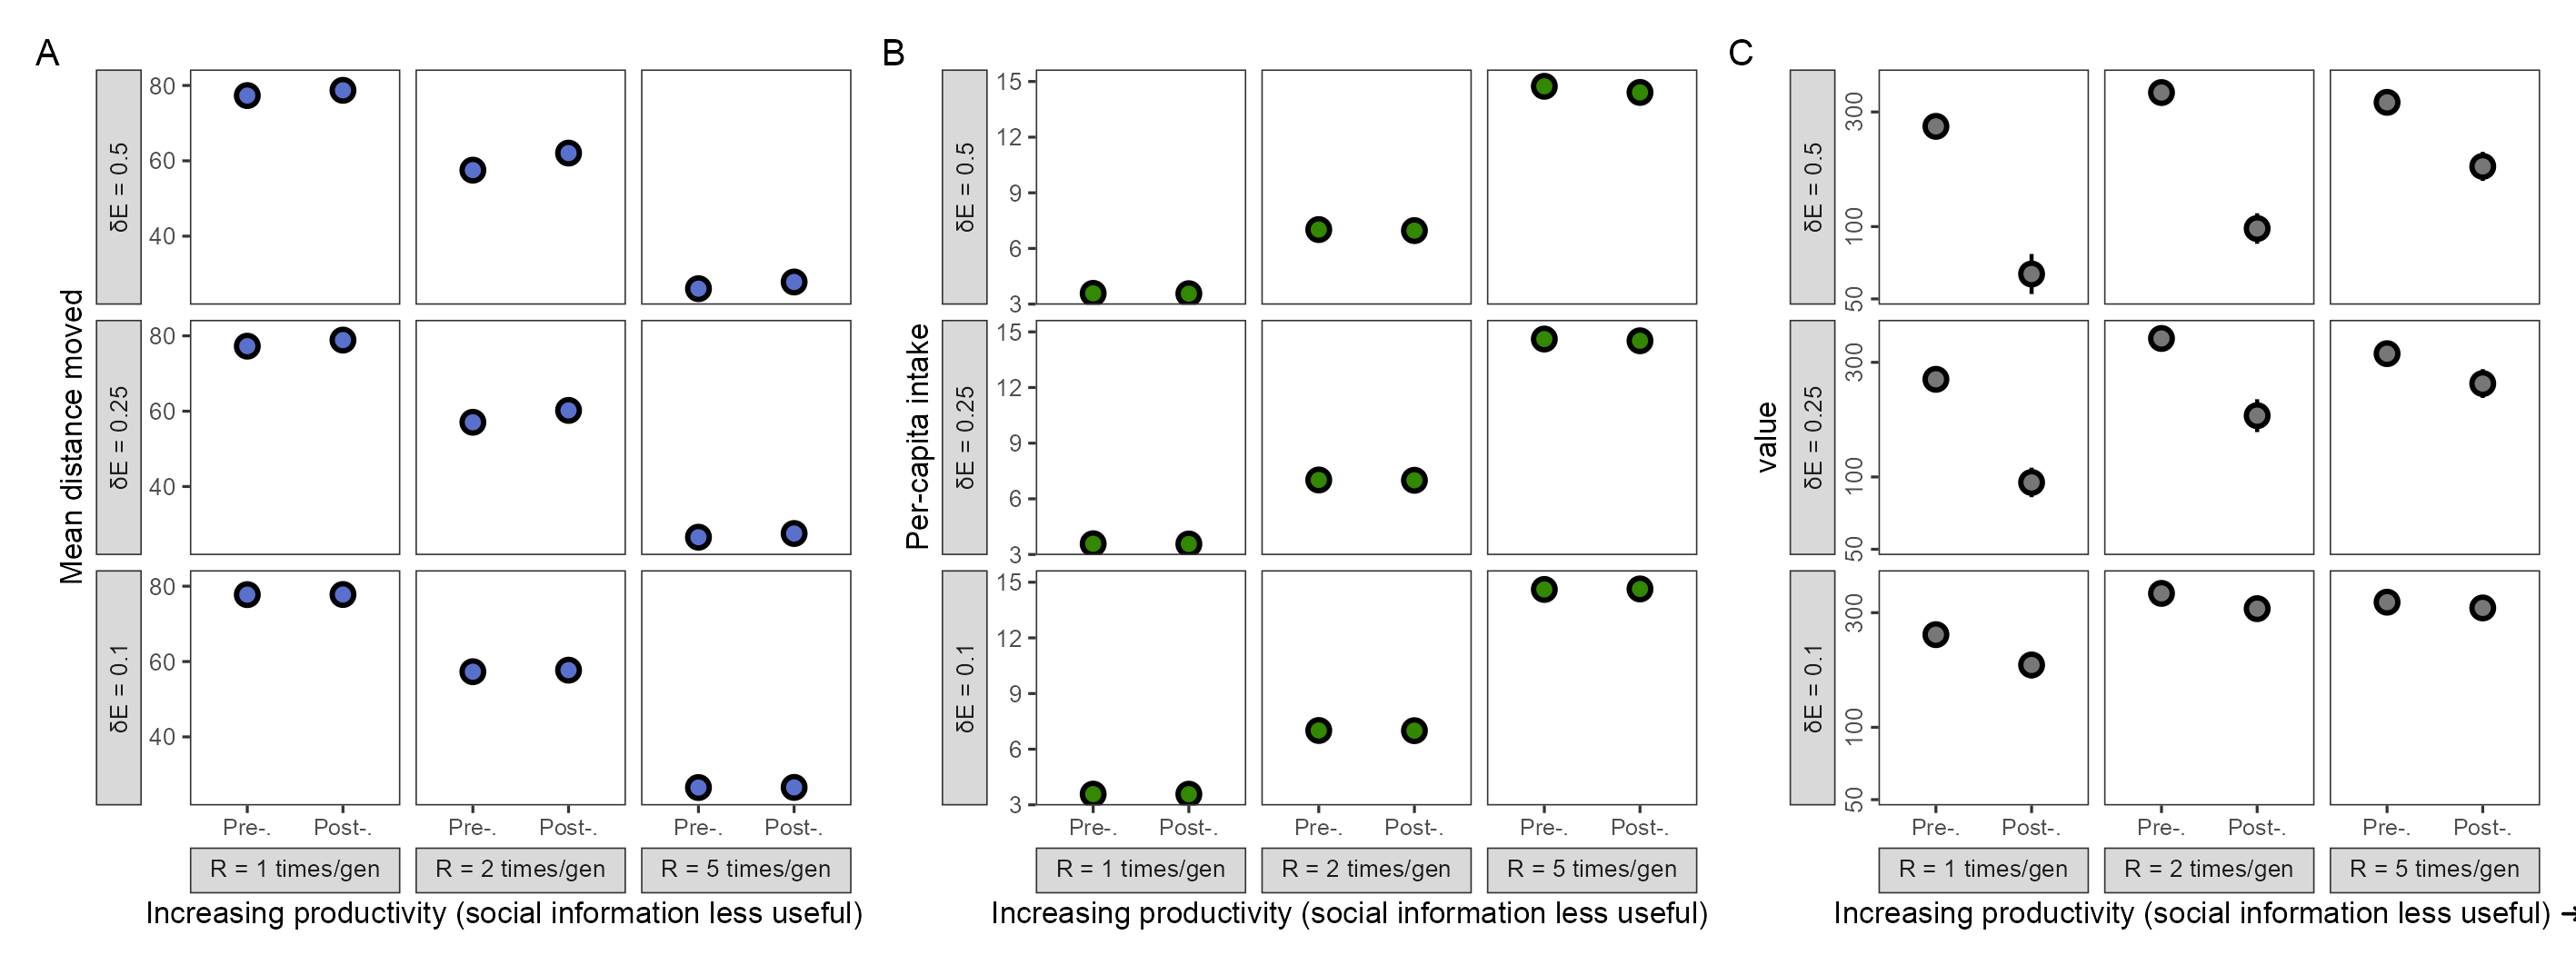 A
Mean distance moved
δE = 0.5
80
60
40
δE = 0.25
80
60
40
δE = 0.1
80
60
40
Pre-. Post-. Pre-. Post-. Pre-. Post-.
R = 1 times/gen R = 2 times/gen R = 5 times/gen
Increasing productivity (social information less useful)
B
Per-capita intake
δE = 0.5
15
12
9
6
3
δE = 0.25
15
12
9
6
3
δE = 0.1
15
12
9
6
3
Pre-. Post-. Pre-. Post-. Pre-. Post-.
R = 1 times/gen R = 2 times/gen R = 5 times/gen
Increasing productivity (social information less useful)
C
value
δE = 0.5
300
100
50
δE = 0.25
300
100
50
δE = 0.1
300
100
50
Pre-. Post-. Pre-. Post-. Pre-. Post-.
R = 1 times/gen R = 2 times/gen R = 5 times/gen
Increasing productivity (social information less useful) →